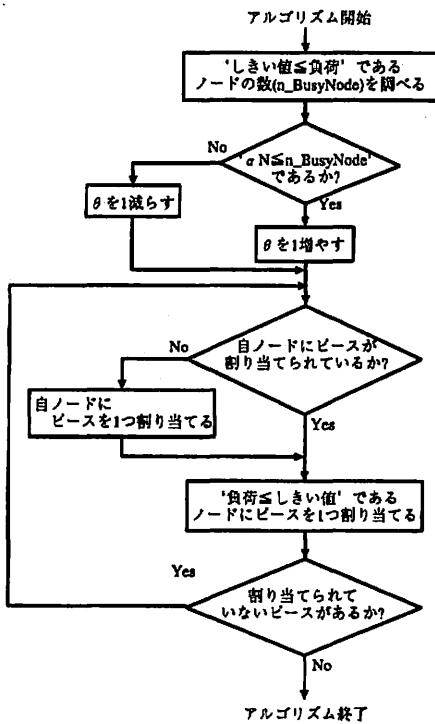 アルゴリズム開始
'しきい値≦負荷' である
ノードの数(n_BusyNode)を調べる
No
'α N≦n_BusyNode'
であるか?
Yes
θを1減らす
θを1増やす
自ノードにピースが
割り当てられているか?
No
自ノードに
ピースを1つ割り当てる
Yes
'負荷≦しきい値' である
ノードにピースを1つ割り当てる
Yes
割り当てられて
いないピースがあるか?
No
アルゴリズム終了